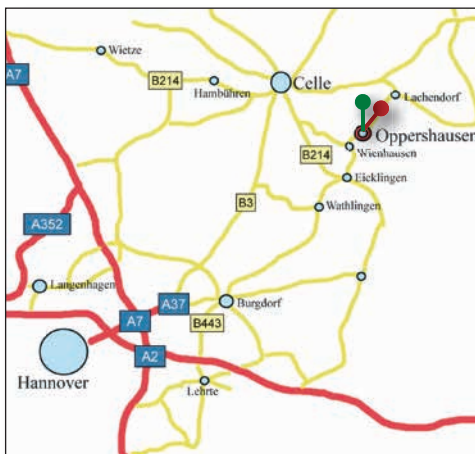 Wietze
A7
B214
Hambühren
Celle
Lachendorf
Oppershausen
Wienhausen
B214
Eicklingen
B3
Wathlingen
A352
Langenhagen
A37
Burgdorf
A7
B443
A2
Hannover
Lehrte